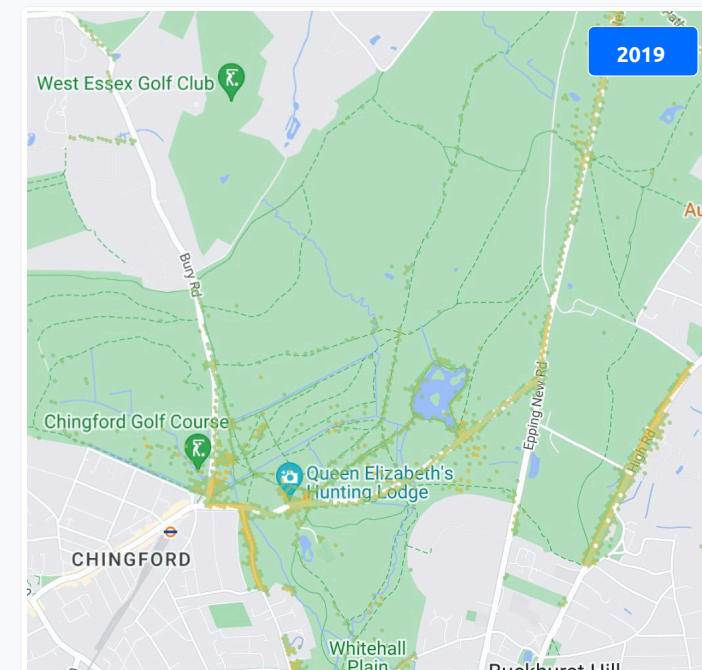 2019
West Essex Golf Club
Bury Rd
Epping New Rd
Chingford Golf Course
High Rd
Queen Elizabeth's
Hunting Lodge
CHINGFORD
Whitehall
Plain
Buckhurst Hill